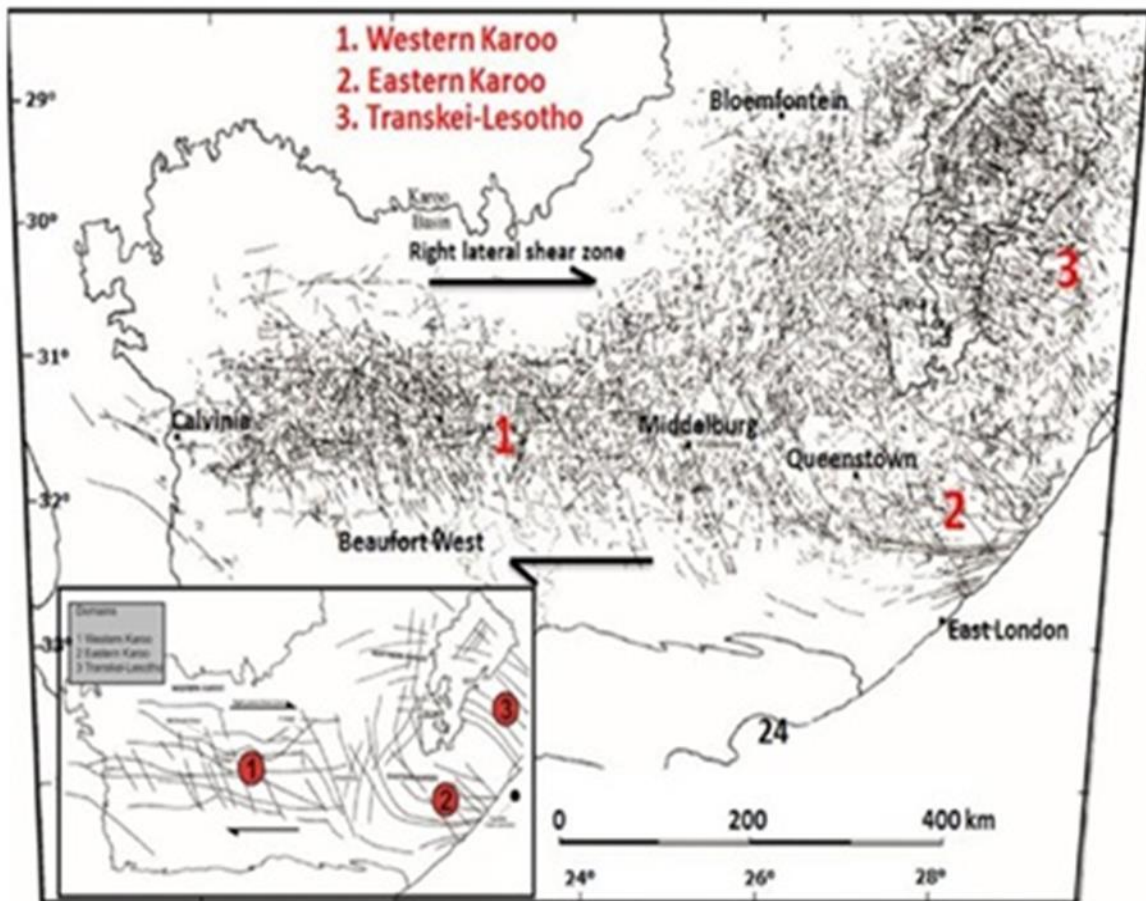 1. Western Karoo
2. Eastern Karoo
3. Transkei-Lesotho
Bloemfontein
29°
3
30°
Karoo
Basin
Right lateral shear zone
31°
Calvinia
1
Middelburg
Queenstown
32°
2
Beaufort West
East London
33°
Domains
1 Western Karoo
2 Eastern Karoo
3 Transkei-Lesotho
3
1
2
24
0 200 400 km
24° 26° 28°